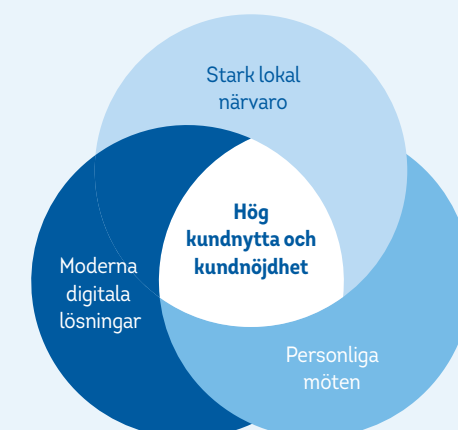 Stark lokal
närvaro
Hög
kundnytta och
kundnöjdhet
Moderna
digitala
lösningar
Personliga
möten